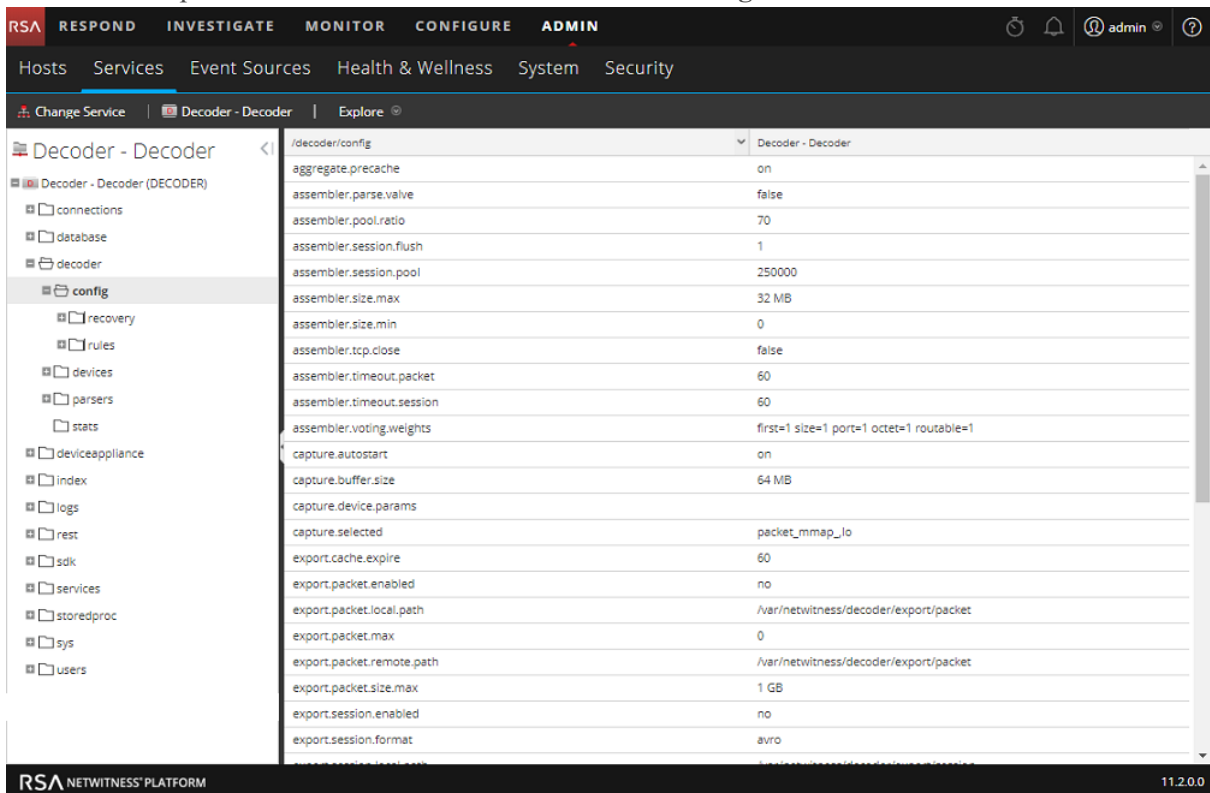 RSA RESPOND INVESTIGATE MONITOR CONFIGURE ADMIN admin
Hosts Services Event Sources Health & Wellness System Security
Change Service | Decoder - Decoder | Explore
Decoder - Decoder
Decoder - Decoder (DECODER)
connections
database
decoder
config
recovery
rules
devices
parsers
stats
deviceappliance
index
logs
rest
sdk
services
storedproc
sys
users
/decoder/config Decoder - Decoder
aggregate.precache on
assembler.parse.valve false
assembler.pool.ratio 70
assembler.session.flush 1
assembler.session.pool 250000
assembler.size.max 32 MB
assembler.size.min 0
assembler.tcp.close false
assembler.timeout.packet 60
assembler.timeout.session 60
assembler.voting.weights first=1 size=1 port=1 octet=1 routable=1
capture.autostart on
capture.buffer.size 64 MB
capture.device.params
capture.selected packet_mmap_,lo
export.cache.expire 60
export.packet.enabled no
export.packet.local.path /var/netwitness/decoder/export/packet
export.packet.max 0
export.packet.remote.path /var/netwitness/decoder/export/packet
export.packet.size.max 1 GB
export.session.enabled no
export.session.format avro
RSA NETWITNESS® PLATFORM 11.2.0.0